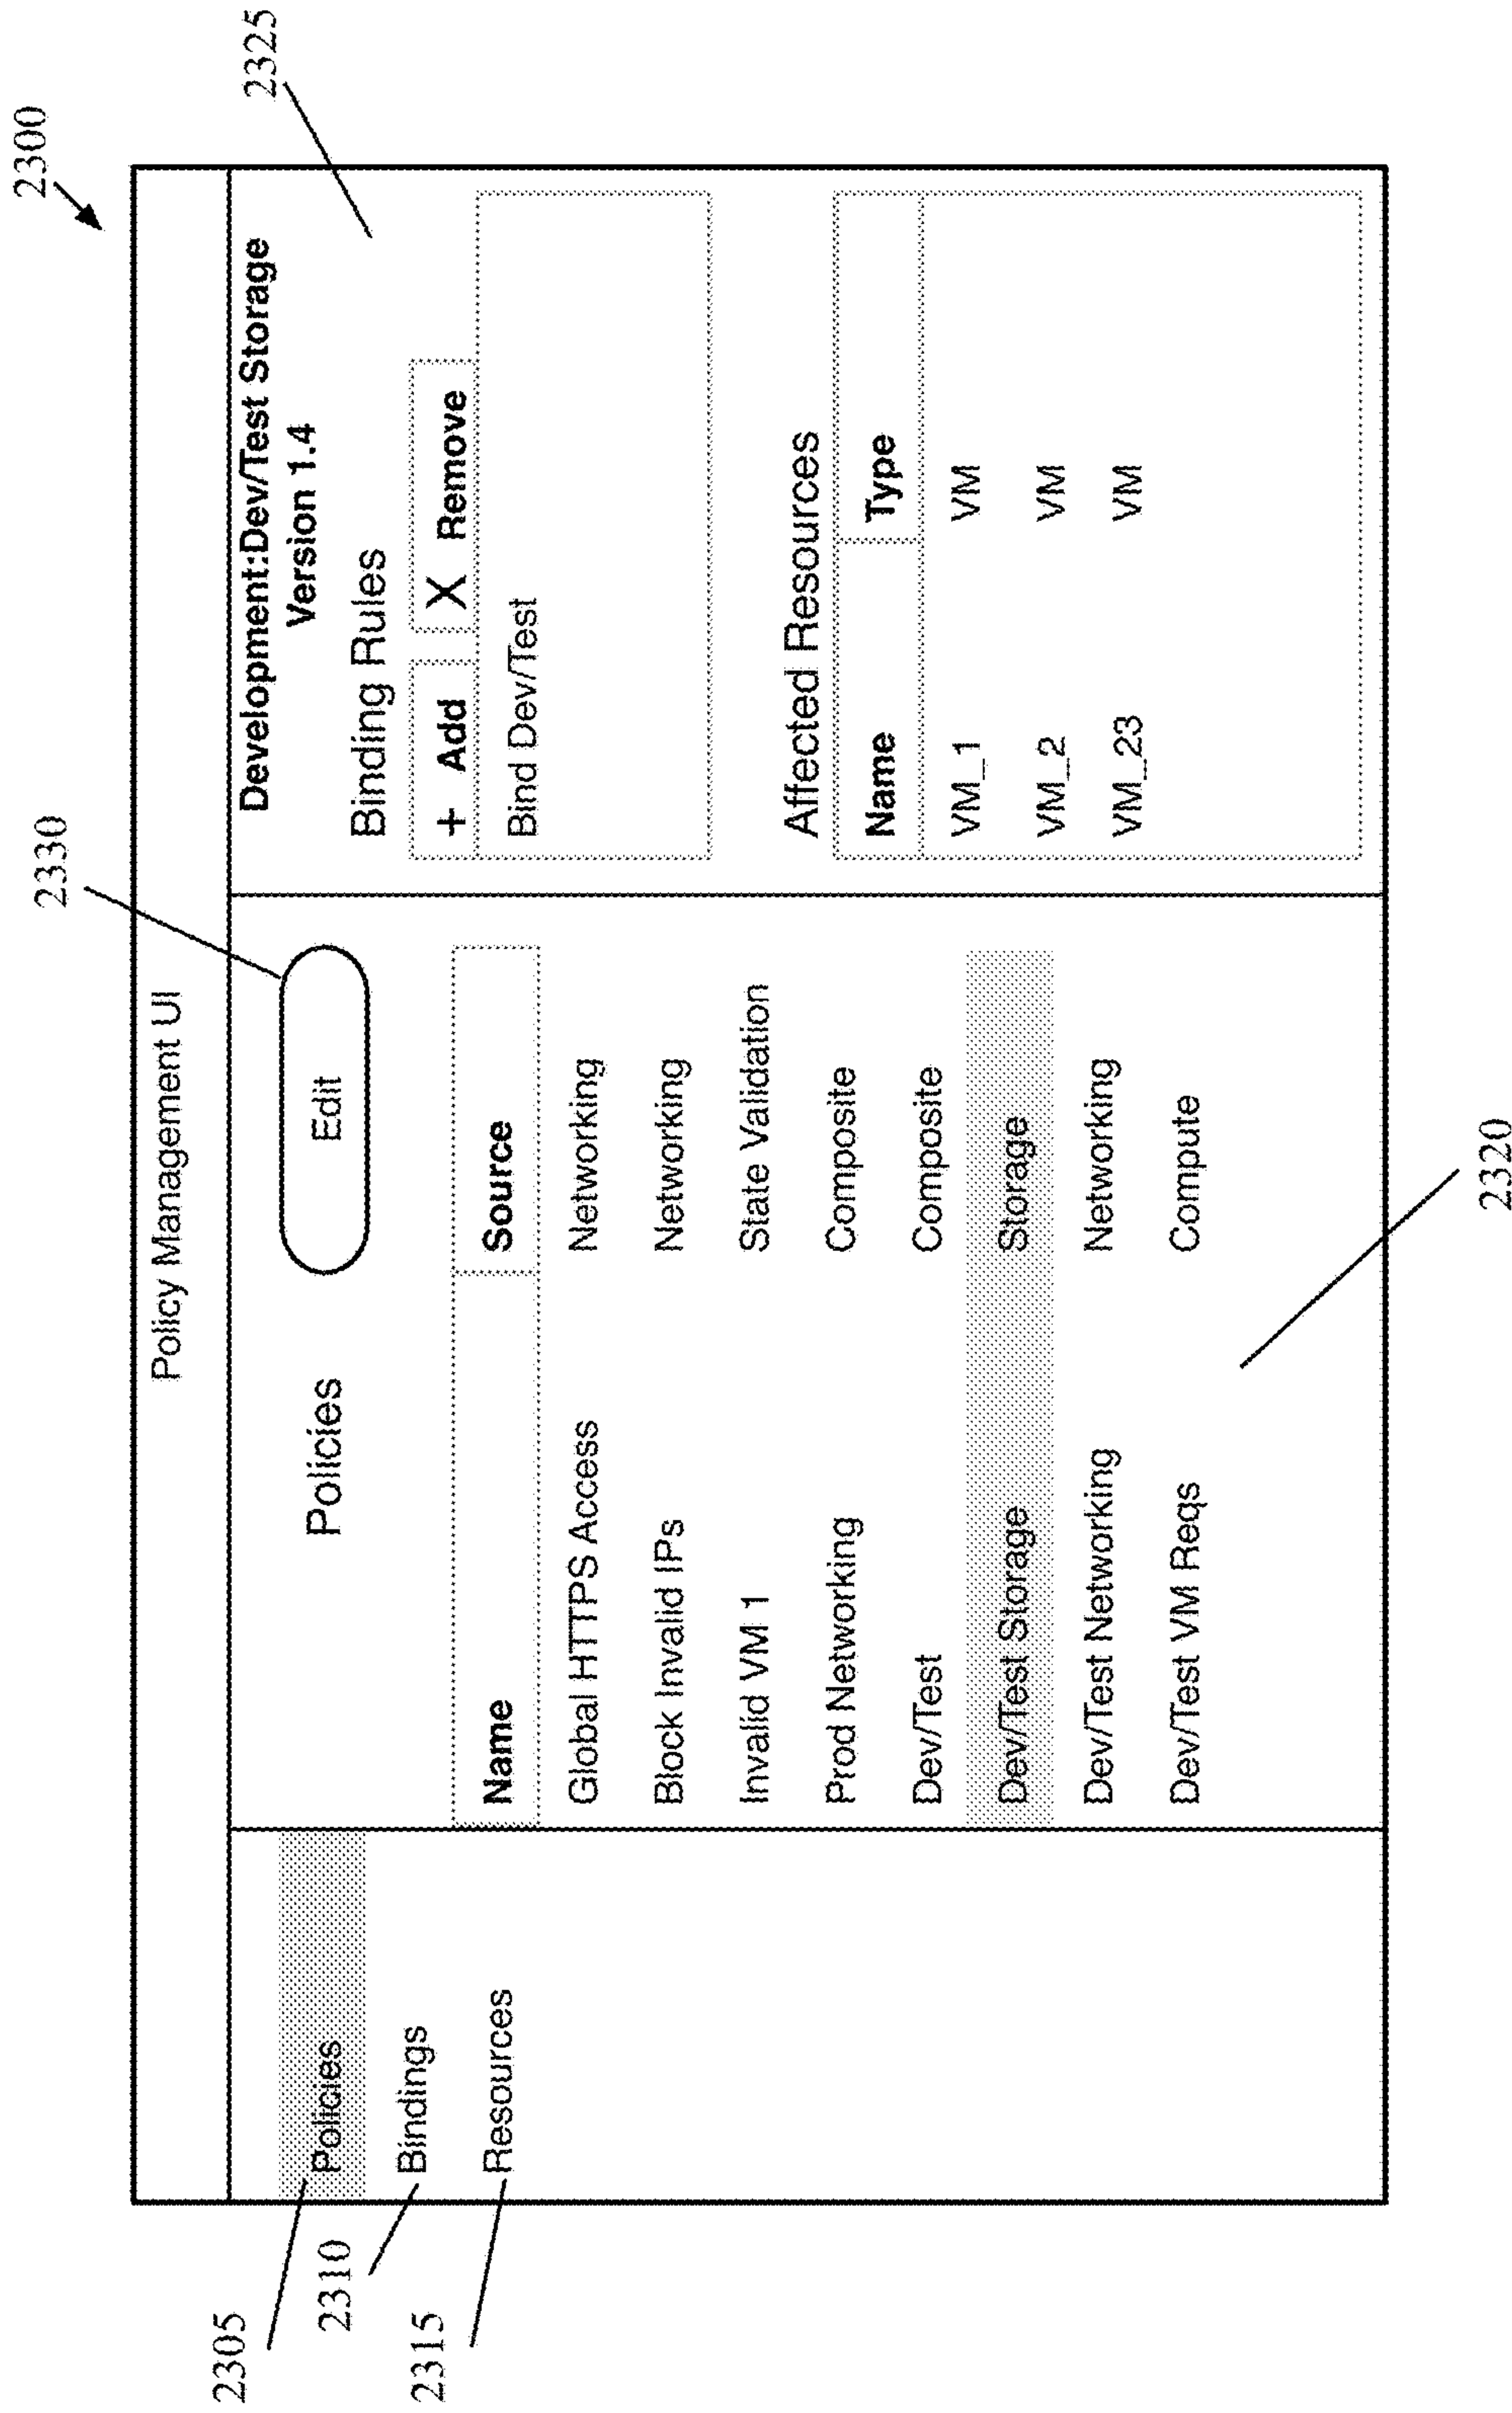 2300
Policy Management UI
2305
2310
2315
Policies
Bindings
Resources
Policies
Edit
2330
Name Source
Global HTTPS Access Networking
Block Invalid IPs Networking
Invalid VM 1 State Validation
Prod Networking Composite
Dev/Test Composite
Dev/Test Storage Storage
Dev/Test Networking Networking
Dev/Test VM Reqs Compute
2320
Development:Dev/Test Storage
Version 1.4
2325
Binding Rules
+ Add X Remove
Bind Dev/Test
Affected Resources
Name Type
VM_1 VM
VM_2 VM
VM_23 VM